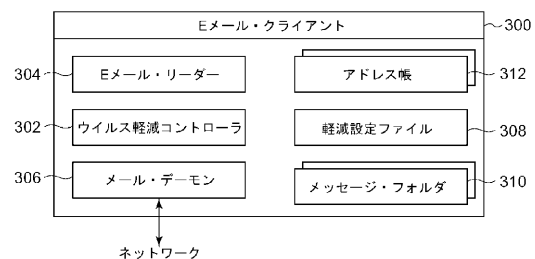 Eメール・クライアント 300
304 Eメール・リーダー アドレス帳 312
302 ウイルス軽減コントローラ 軽減設定ファイル 308
306 メール・デーモン メッセージ・フォルダ 310
ネットワーク